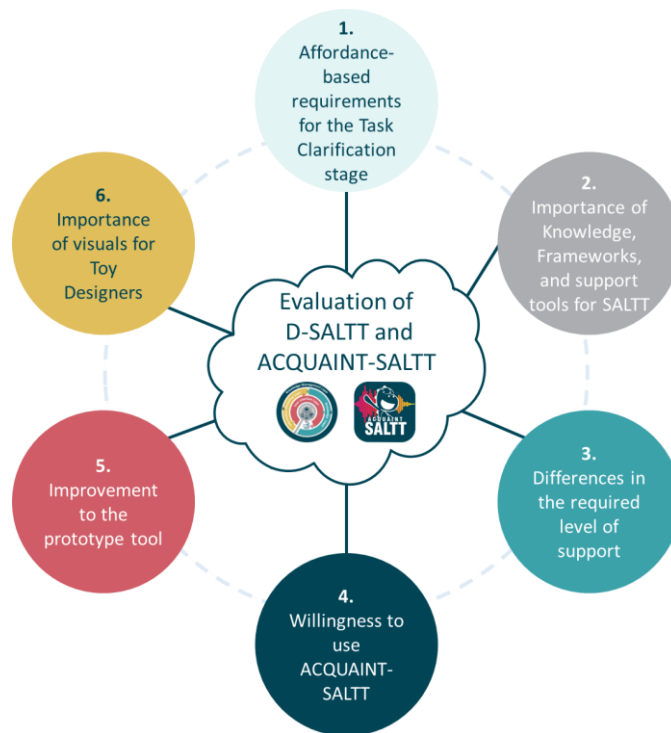 1.
Affordance-
based
requirements
for the Task
Clarification
stage
2.
Importance of
Knowledge,
Frameworks,
and support
tools for SALTT
3.
Differences in
the required
level of
support
4.
Willingness to
use
ACQUAINT-
SALTT
5.
Improvement
to the
prototype tool
6.
Importance
of visuals for
Toy
Designers
Evaluation of
D-SALTT and
ACQUAINT-SALTT
ACQUAINT
SALTT